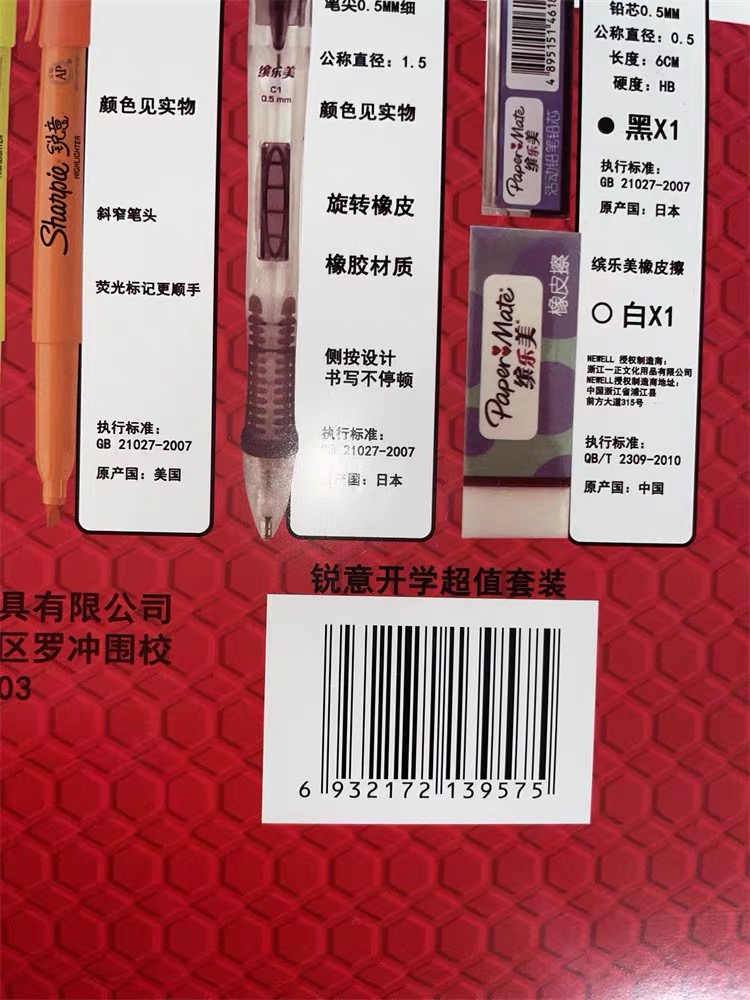 Sharpie 锐意
HIGHLIGHTER
AP
颜色见实物
斜窄笔头
荧光标记更顺手
执行标准：
GB 21027-2007
原产国：美国
缤乐美
C1
0.5 mm
笔尖0.5MM细
公称直径：1.5
颜色见实物
旋转橡皮
橡胶材质
侧按设计
书写不停顿
执行标准：
21027-2007
国：日本
4 895151 461
Paper Mate
缤乐美
活动铅笔铅芯
铅芯0.5MM
公称直径：0.5
长度：6CM
硬度：HB
黑X1
执行标准：
GB 21027-2007
原产国：日本
Paper Mate
缤乐美
橡皮擦
缤乐美橡皮擦
白X1
NEWELL 授权制造商：
浙江一正文化用品有限公司
NEWELL授权制造商地址：
中国浙江省浦江县
前方大道315号
执行标准：
QB/T 2309-2010
原产国：中国
具有限公司
区罗冲围校
03
锐意开学超值套装
6 932172 139575